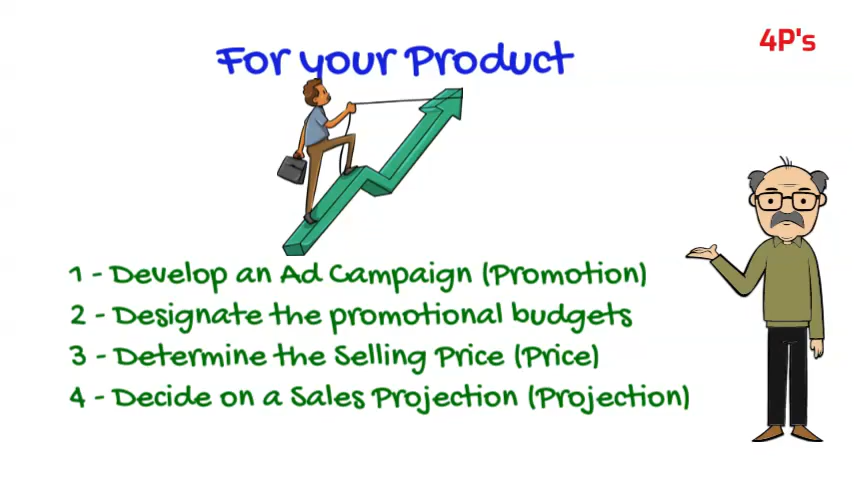 4P's
For your Product
1 - Develop an Ad Campaign (Promotion)
2 - Designate the promotional budgets
3 - Determine the Selling Price (Price)
4 - Decide on a Sales Projection (Projection)